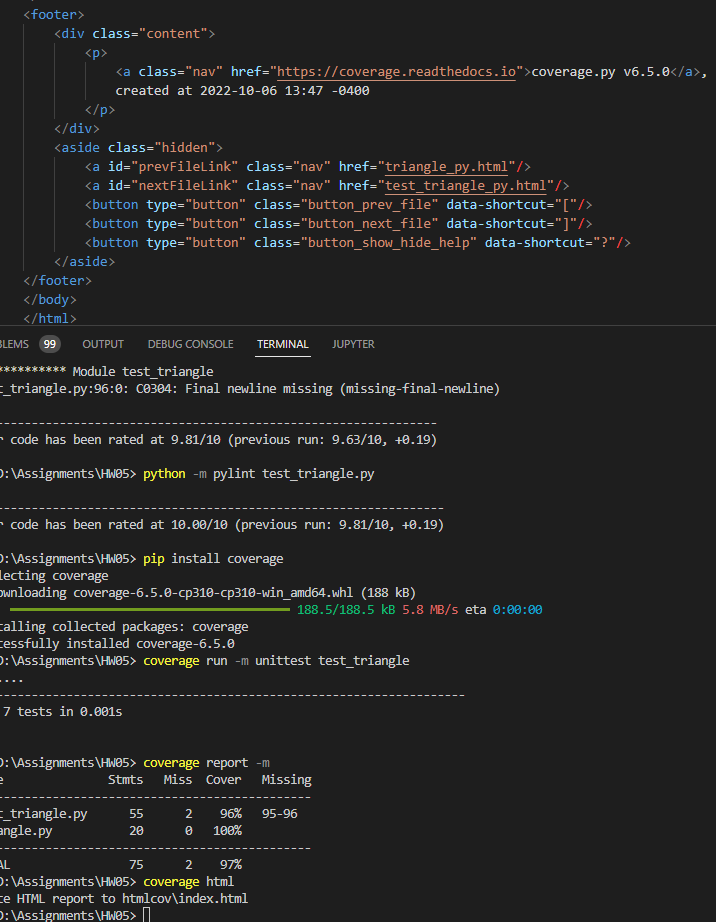 <footer>
<div class="content">
<p>
<a class="nav" href="https://coverage.readthedocs.io">coverage.py v6.5.0</a>,
created at 2022-10-06 13:47 -0400
</p>
</div>
<aside class="hidden">
<a id="prevFileLink" class="nav" href="triangle_py.html"/>
<a id="nextFileLink" class="nav" href="test_triangle_py.html"/>
<button type="button" class="button_prev_file" data-shortcut="["/>
<button type="button" class="button_next_file" data-shortcut="]"/>
<button type="button" class="button_show_hide_help" data-shortcut="?"/>
</aside>
</footer>
</body>
</html>
BLEMS 99 OUTPUT DEBUG CONSOLE TERMINAL JUPYTER
********** Module test_triangle
t_triangle.py:96:0: C0304: Final newline missing (missing-final-newline)
--------------------------------------------------------------
r code has been rated at 9.81/10 (previous run: 9.63/10, +0.19)
D:\Assignments\HW05> python -m pylint test_triangle.py
---------------------------------------------------------------
r code has been rated at 10.00/10 (previous run: 9.81/10, +0.19)
D:\Assignments\HW05> pip install coverage
lecting coverage
ownloading coverage-6.5.0-cp310-cp310-win_amd64.whl (188 kB)
188.5/188.5 kB 5.8 MB/s eta 0:00:00
talling collected packages: coverage
cessfully installed coverage-6.5.0
D:\Assignments\HW05> coverage run -m unittest test_triangle
....
------------------------------------------------------------------
7 tests in 0.001s
D:\Assignments\HW05> coverage report -m
e Stmts Miss Cover Missing
--------------------------------------------
t_triangle.py 55 2 96% 95-96
angle.py 20 0 100%
--------------------------------------------
AL 75 2 97%
D:\Assignments\HW05> coverage html
te HTML report to htmlcov\index.html
D:\Assignments\HW05>